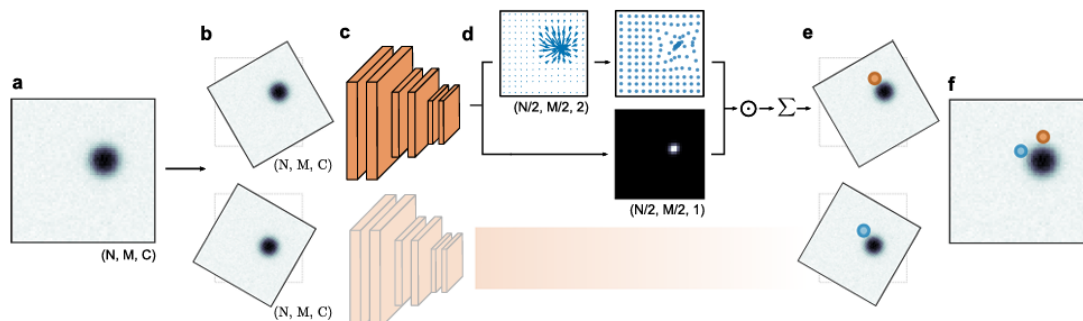 a
(N, M, C)
b
(N, M, C)
(N, M, C)
c
d
(N/2, M/2, 2)
(N/2, M/2, 1)
⊙
Σ
e
f